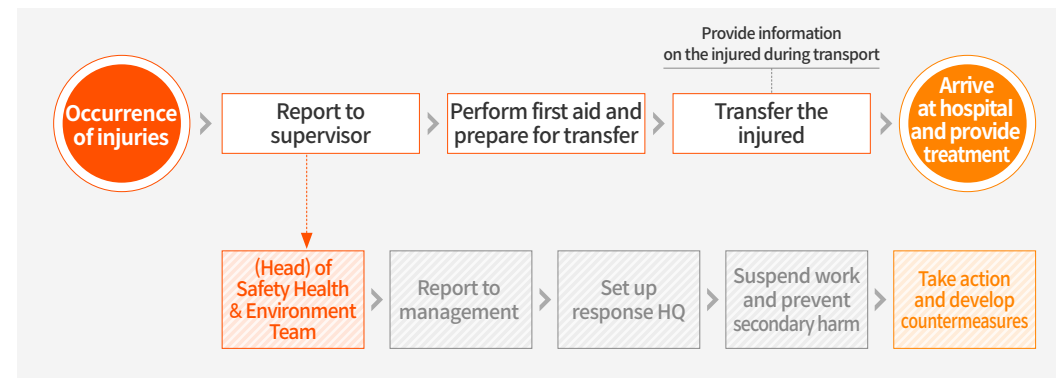 Provide information
on the injured during transport
Occurrence
of injuries
Report to
supervisor
Perform first aid and
prepare for transfer
Transfer the
injured
Arrive
at hospital
and provide
treatment
(Head) of
Safety Health
& Environment
Team
Report to
management
Set up
response HQ
Suspend work
and prevent
secondary harm
Take action
and develop
countermeasures